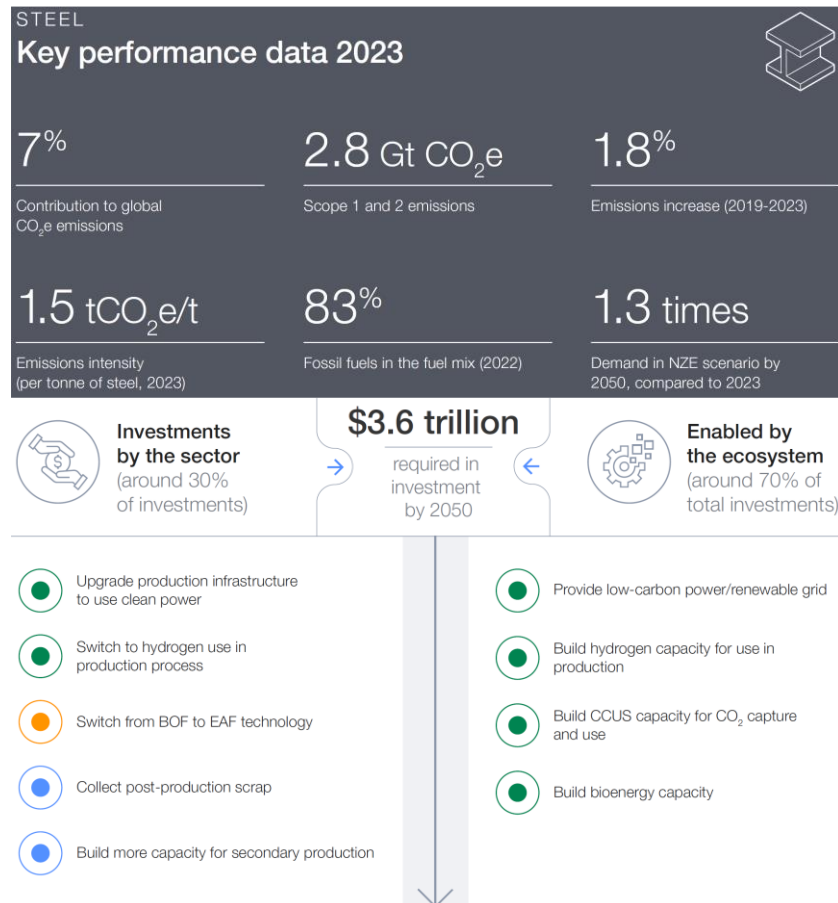 STEEL
Key performance data 2023
7%
Contribution to global
CO₂e emissions
2.8 Gt CO₂e
Scope 1 and 2 emissions
1.8%
Emissions increase (2019-2023)
1.5 tCO₂e/t
Emissions intensity
(per tonne of steel, 2023)
83%
Fossil fuels in the fuel mix (2022)
1.3 times
Demand in NZE scenario by
2050, compared to 2023
Investments
by the sector
(around 30%
of investments)
$3.6 trillion
required in
investment
by 2050
Enabled by
the ecosystem
(around 70% of
total investments)
Upgrade production infrastructure
to use clean power
Switch to hydrogen use in
production process
Switch from BOF to EAF technology
Collect post-production scrap
Build more capacity for secondary production
Provide low-carbon power/renewable grid
Build hydrogen capacity for use in
production
Build CCUS capacity for CO₂ capture
and use
Build bioenergy capacity